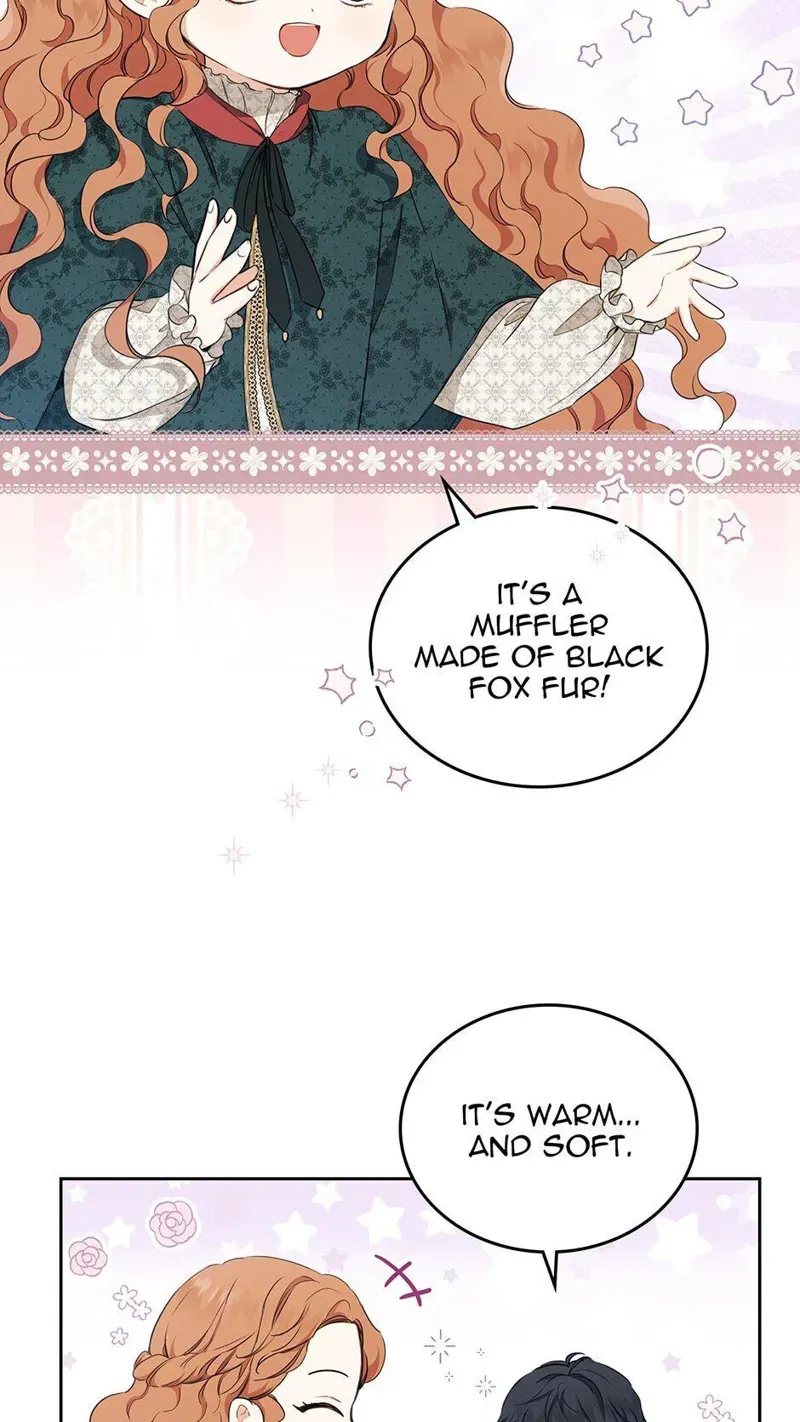 IT'S A
MUFFLER
MADE OF BLACK
FOX FUR!
IT'S WARM...
AND SOFT.